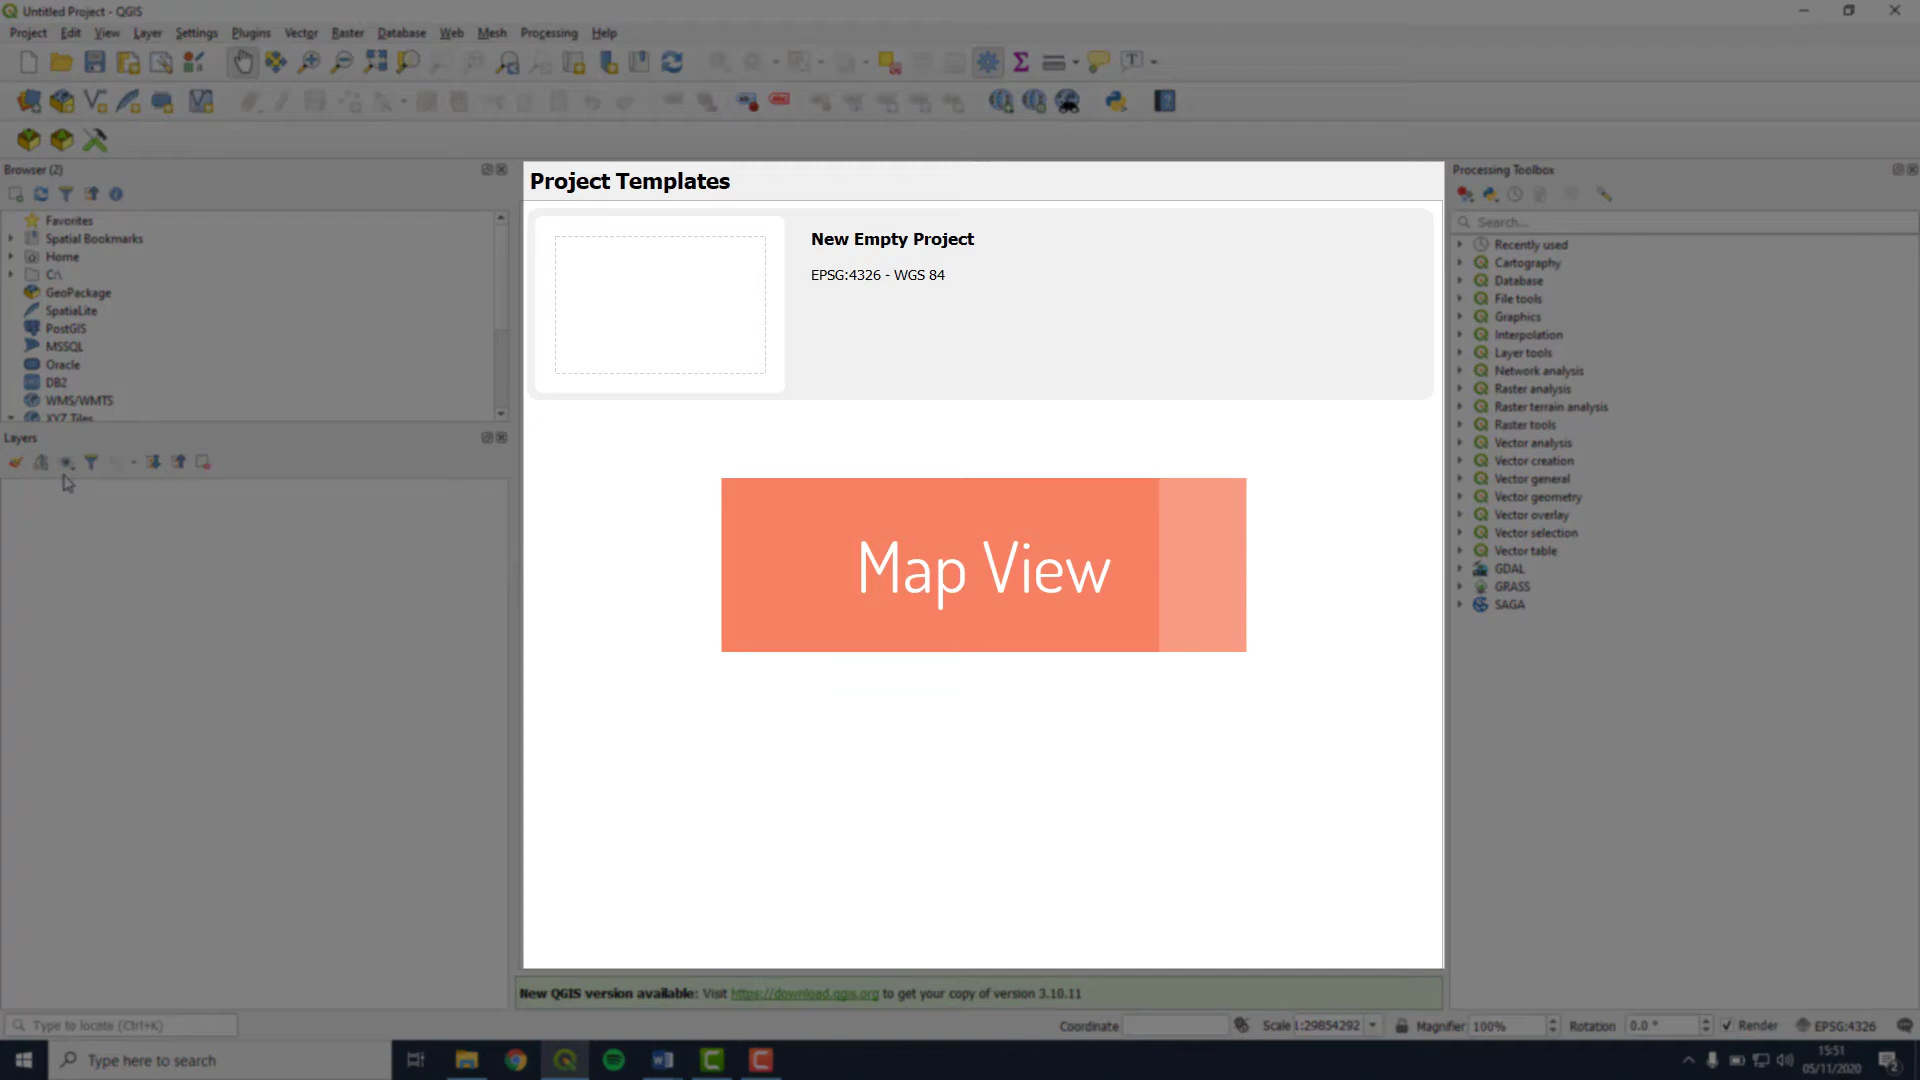 Untitled Project - QGIS
Project Edit View Layer Settings Plugins Vector Raster Database Web Mesh Processing Help
Browser (2)
Favorites
Spatial Bookmarks
Home
C:\
GeoPackage
SpatiaLite
PostGIS
MSSQL
Oracle
DB2
WMS/WMTS
XYZ Tiles
Layers
Project Templates
New Empty Project
EPSG:4326 - WGS 84
Map View
Processing Toolbox
Search...
Recently used
Cartography
Database
File tools
Graphics
Interpolation
Layer tools
Network analysis
Raster analysis
Raster terrain analysis
Raster tools
Vector analysis
Vector creation
Vector general
Vector geometry
Vector overlay
Vector selection
Vector table
GDAL
GRASS
SAGA
New QGIS version available: Visit https://download.qgis.org to get your copy of version 3.10.11
Type to locate (Ctrl+K)
Coordinate Scale 1:29854292 Magnifier 100% Rotation 0.0 ° Render EPSG:4326
Type here to search
15:51
05/11/2020
2